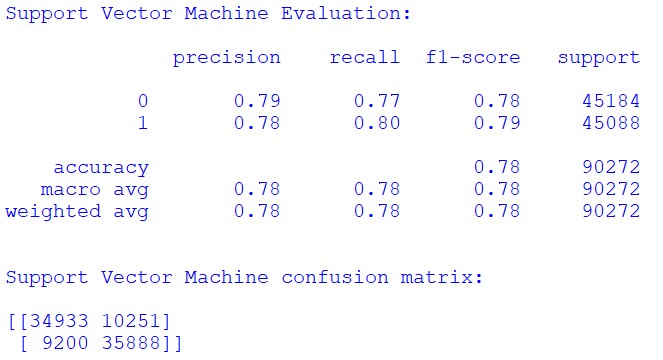 Support Vector Machine Evaluation:
precision recall f1-score support
0 0.79 0.77 0.78 45184
1 0.78 0.80 0.79 45088
accuracy 0.78 90272
macro avg 0.78 0.78 0.78 90272
weighted avg 0.78 0.78 0.78 90272
Support Vector Machine confusion matrix:
[[34933 10251]
[ 9200 35888]]